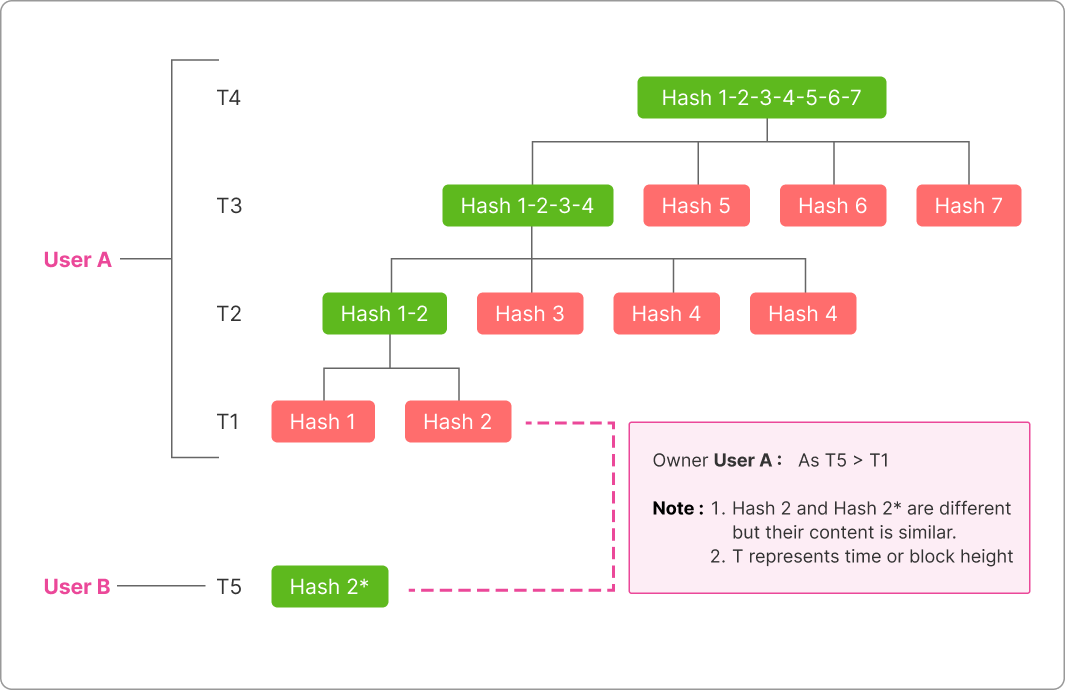 T4
Hash 1-2-3-4-5-6-7
T3
Hash 1-2-3-4
Hash 5
Hash 6
Hash 7
User A
T2
Hash 1-2
Hash 3
Hash 4
Hash 4
T1
Hash 1
Hash 2
Owner User A : As T5 > T1
Note : 1. Hash 2 and Hash 2* are different
but their content is similar.
2. T represents time or block height
User B
T5
Hash 2*